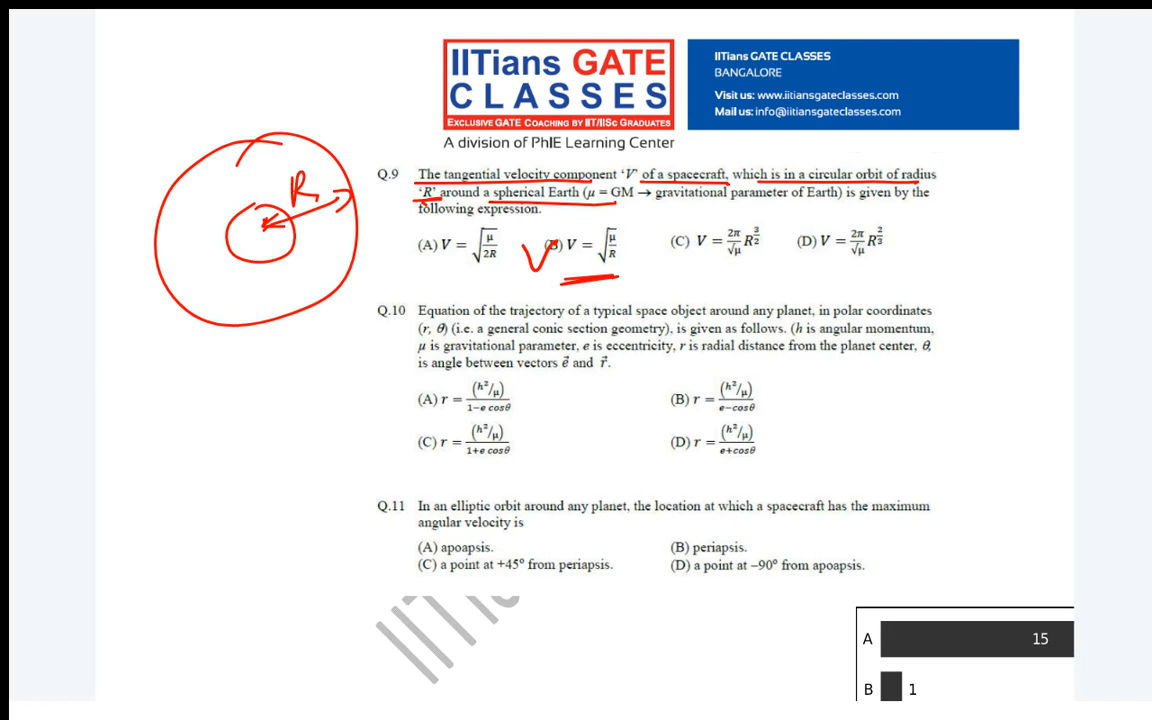 IITians GATE
CLASSES
EXCLUSIVE GATE COACHING BY IIT/IISc GRADUATES
A division of PhIE Learning Center
IITians GATE CLASSES
BANGALORE
Visit us: www.iitiansgateclasses.com
Mail us: info@iitiansgateclasses.com
R
Q.9 The tangential velocity component 'V' of a spacecraft, which is in a circular orbit of radius
'R' around a spherical Earth (μ = GM → gravitational parameter of Earth) is given by the
following expression.
(A) V = √(μ/2R) (B) V = √(μ/R) (C) V = 2π/√μ R^(3/2) (D) V = 2π/√μ R^(2/3)
Q.10 Equation of the trajectory of a typical space object around any planet, in polar coordinates
(r, θ) (i.e. a general conic section geometry), is given as follows. (h is angular momentum,
μ is gravitational parameter, e is eccentricity, r is radial distance from the planet center, θ,
is angle between vectors e⃗ and r⃗.
(A) r = (h²/μ)/(1−e cosθ) (B) r = (h²/μ)/(e−cosθ)
(C) r = (h²/μ)/(1+e cosθ) (D) r = (h²/μ)/(e+cosθ)
Q.11 In an elliptic orbit around any planet, the location at which a spacecraft has the maximum
angular velocity is
(A) apoapsis. (B) periapsis.
(C) a point at +45° from periapsis. (D) a point at −90° from apoapsis.
A 15
B 1